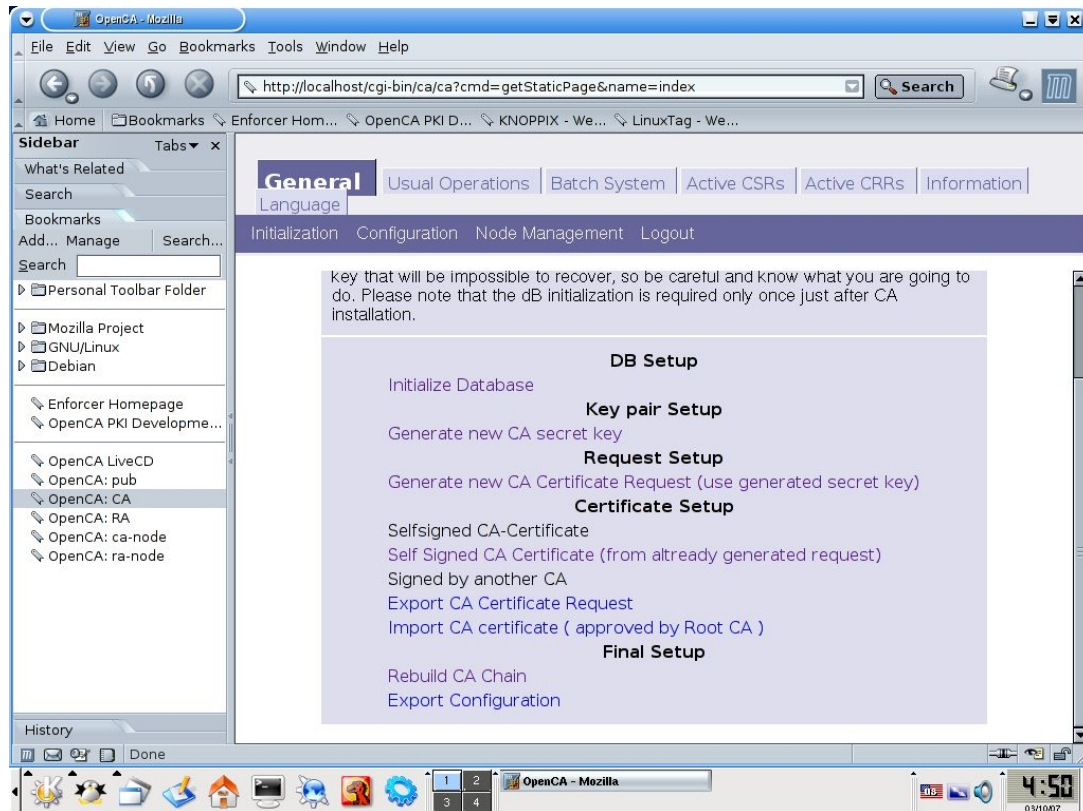 OpenCA - Mozilla
File Edit View Go Bookmarks Tools Window Help
http://localhost/cgi-bin/ca/ca?cmd=getStaticPage&name=index Search
Home Bookmarks Enforcer Hom... OpenCA PKI D... KNOPPIX - We... LinuxTag - We...
Sidebar Tabs x
What's Related
Search
Bookmarks
Add... Manage Search...
Search
Personal Toolbar Folder
Mozilla Project
GNU/Linux
Debian
Enforcer Homepage
OpenCA PKI Developme...
OpenCA LiveCD
OpenCA: pub
OpenCA: CA
OpenCA: RA
OpenCA: ca-node
OpenCA: ra-node
History
General Usual Operations Batch System Active CSRs Active CRRs Information
Language
Initialization Configuration Node Management Logout
key that will be impossible to recover, so be careful and know what you are going to
do. Please note that the dB initialization is required only once just after CA
installation.
DB Setup
Initialize Database
Key pair Setup
Generate new CA secret key
Request Setup
Generate new CA Certificate Request (use generated secret key)
Certificate Setup
Selfsigned CA-Certificate
Self Signed CA Certificate (from altready generated request)
Signed by another CA
Export CA Certificate Request
Import CA certificate ( approved by Root CA )
Final Setup
Rebuild CA Chain
Export Configuration
Done
1 2
3 4
OpenCA - Mozilla
us
4:50
03/10/07